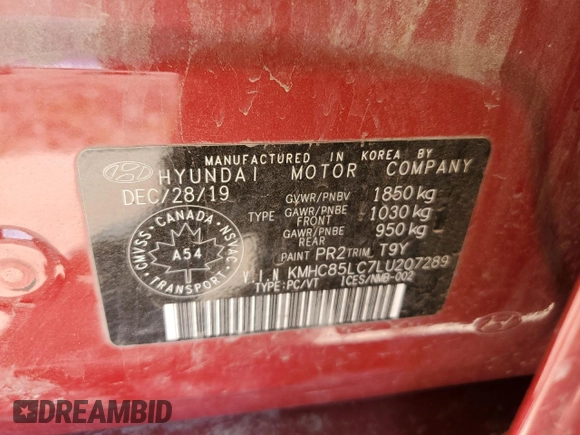 MANUFACTURED IN KOREA BY
HYUNDAI MOTOR COMPANY
DEC/28/19
GVWR/PNBV 1850 kg
TYPE GAWR/PNBE FRONT 1030 kg
GAWR/PNBE REAR 950 kg
PAINT PR2 TRIM T9Y
V I N KMHC85LC7LU207289
TYPE:PC/VT ICES/NMB-002
CMVSS · CANADA · NSVAC
A54
TRANSPORT
DREAMBID